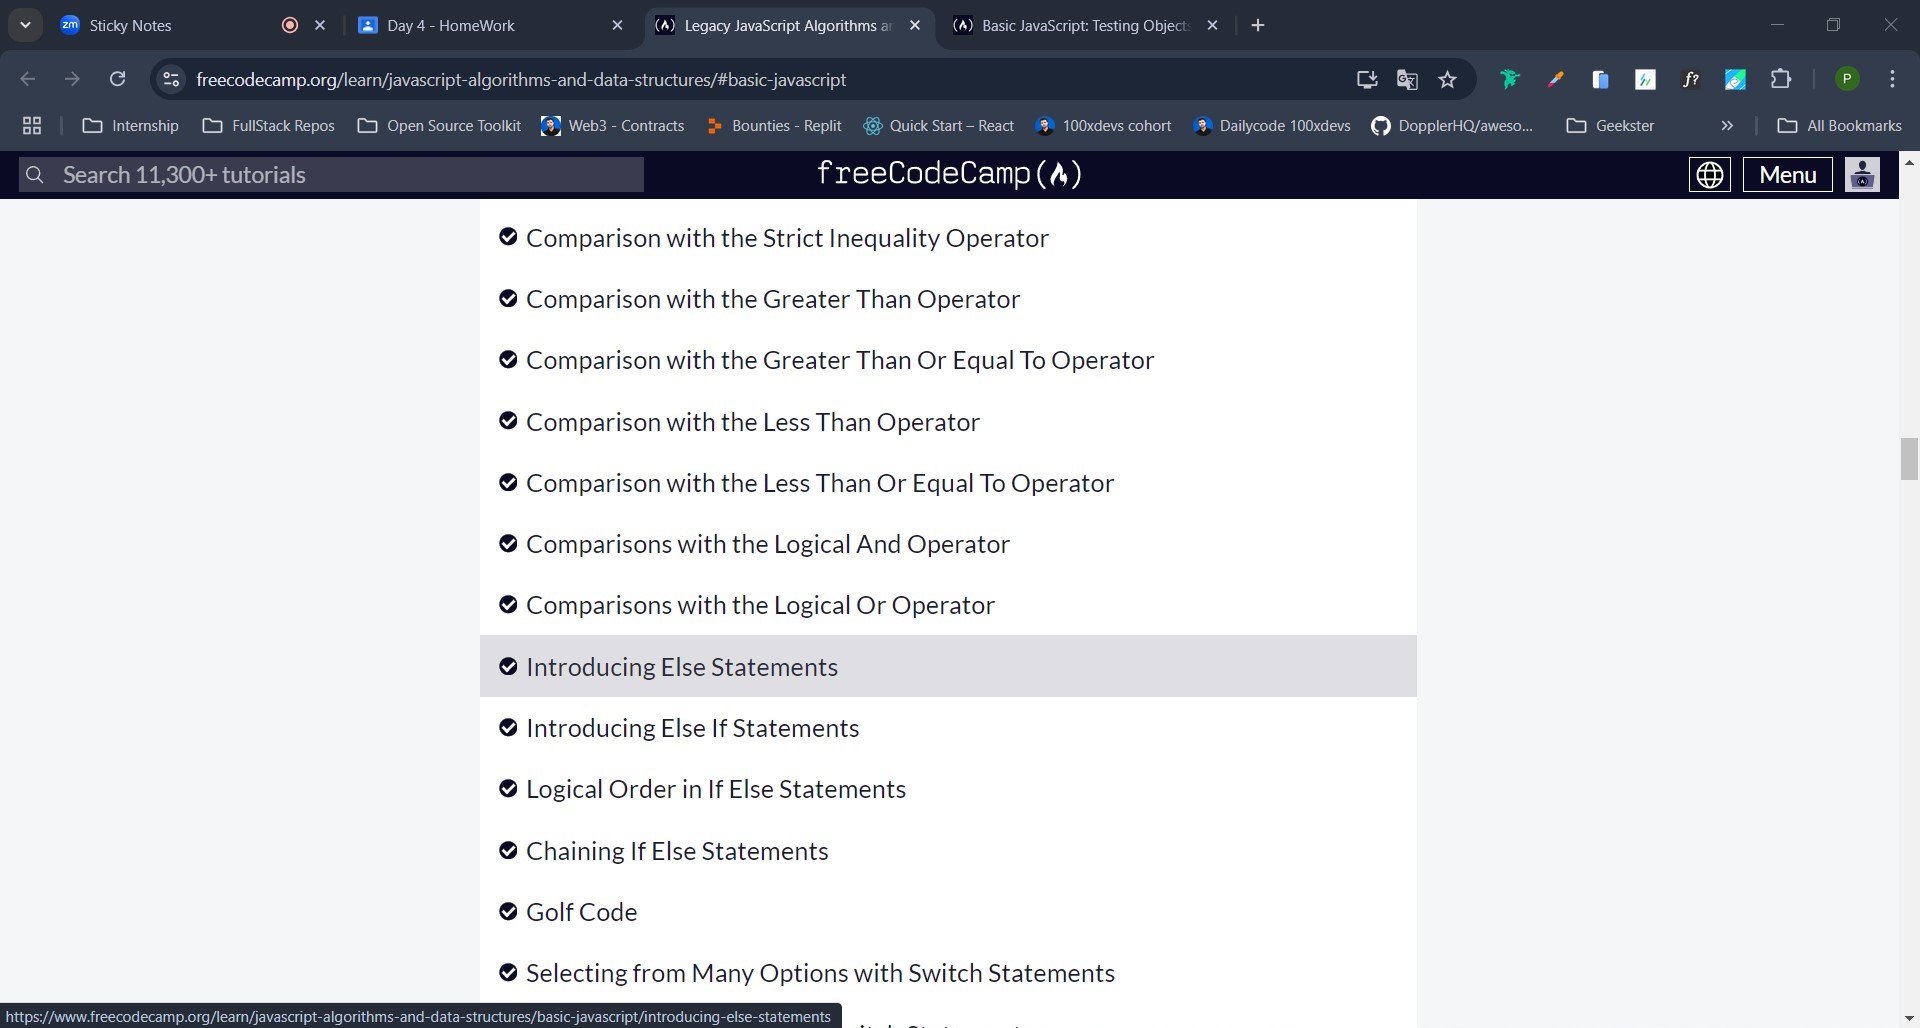 zm Sticky Notes
Day 4 - HomeWork
Legacy JavaScript Algorithms ar
Basic JavaScript: Testing Objects
freecodecamp.org/learn/javascript-algorithms-and-data-structures/#basic-javascript
f?
P
Internship
FullStack Repos
Open Source Toolkit
Web3 - Contracts
Bounties - Replit
Quick Start – React
100xdevs cohort
Dailycode 100xdevs
DopplerHQ/aweso...
Geekster
All Bookmarks
Search 11,300+ tutorials
freeCodeCamp
Menu
Comparison with the Strict Inequality Operator
Comparison with the Greater Than Operator
Comparison with the Greater Than Or Equal To Operator
Comparison with the Less Than Operator
Comparison with the Less Than Or Equal To Operator
Comparisons with the Logical And Operator
Comparisons with the Logical Or Operator
Introducing Else Statements
Introducing Else If Statements
Logical Order in If Else Statements
Chaining If Else Statements
Golf Code
Selecting from Many Options with Switch Statements
https://www.freecodecamp.org/learn/javascript-algorithms-and-data-structures/basic-javascript/introducing-else-statements